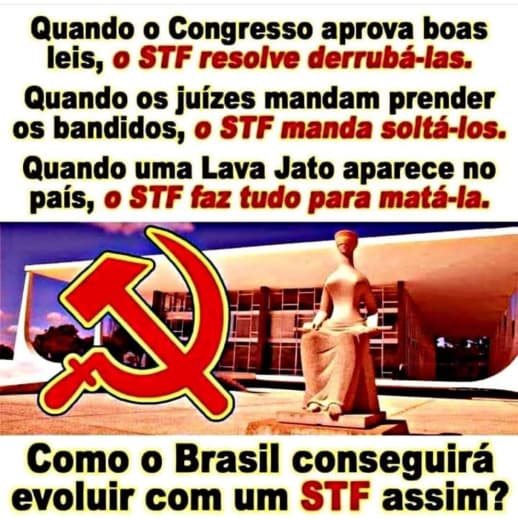 Quando o Congresso aprova boas
leis, o STF resolve derrubá-las.
Quando os juízes mandam prender
os bandidos, o STF manda soltá-los.
Quando uma Lava Jato aparece no
país, o STF faz tudo para matá-la.
Como o Brasil conseguirá
evoluir com um STF assim?